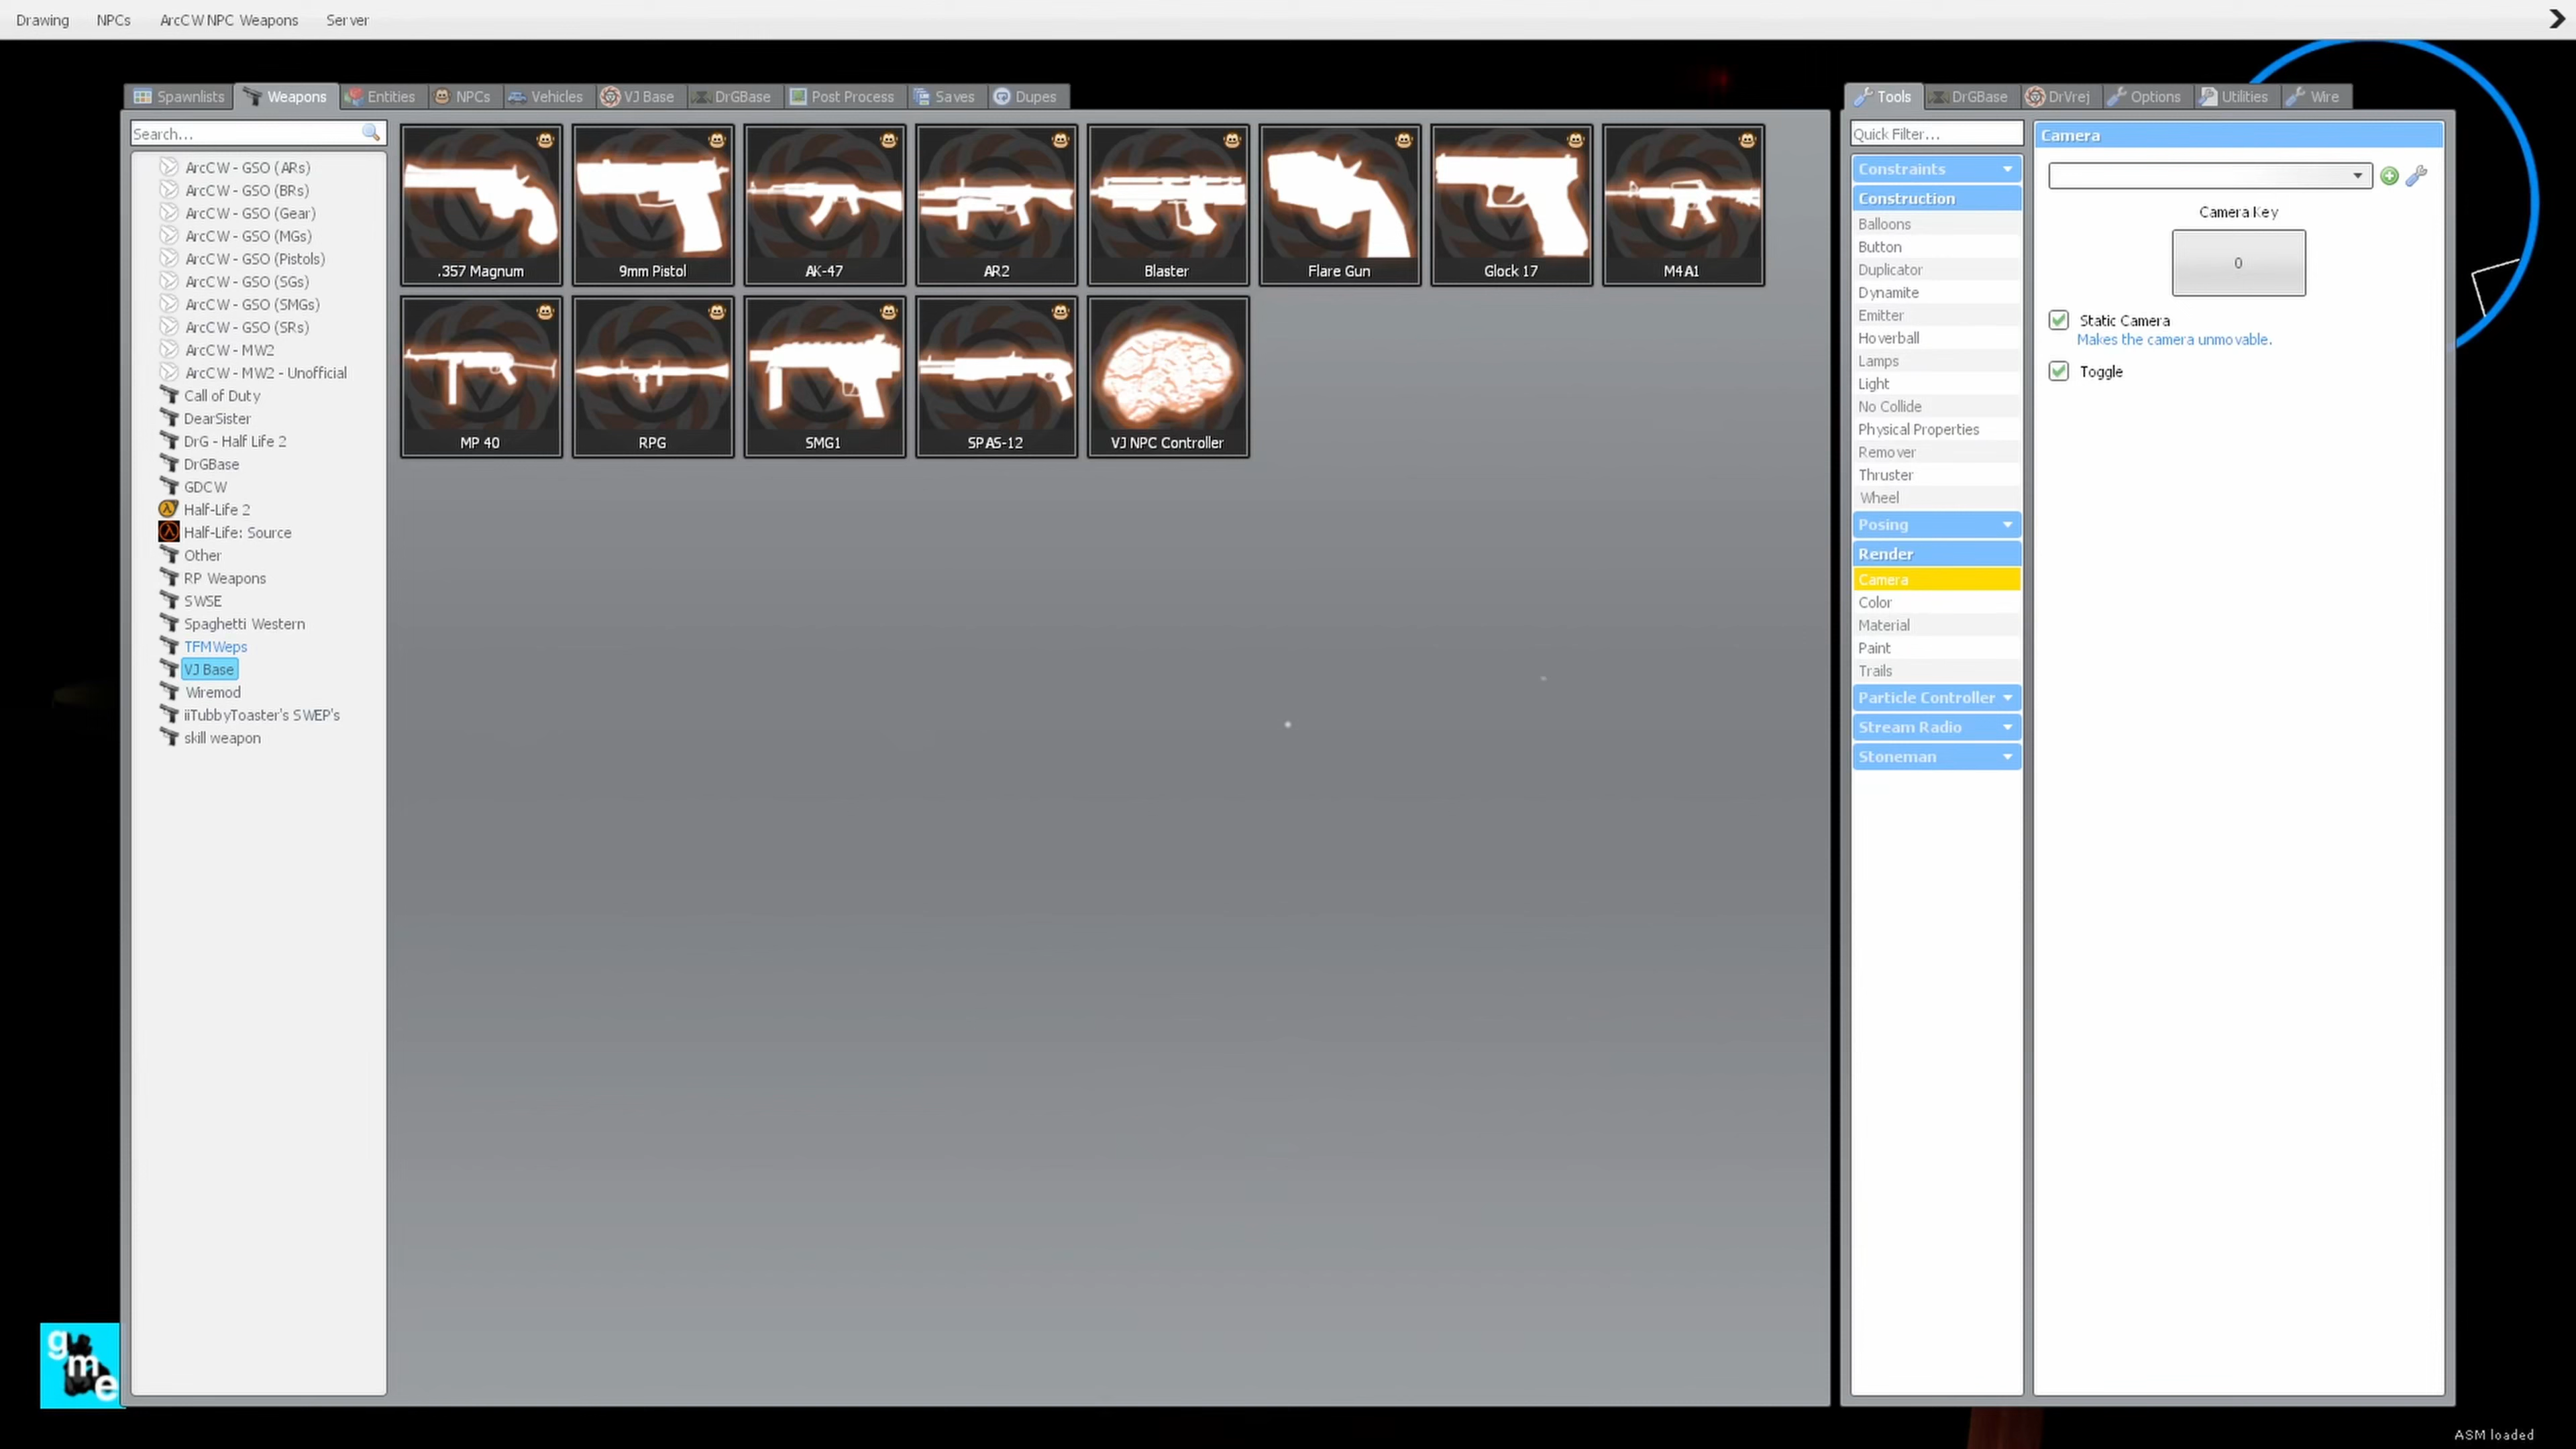 Drawing NPCs ArcCW NPC Weapons Server
Spawnlists Weapons Entities NPCs Vehicles VJ Base DrGBase Post Process Saves Dupes
Search...
ArcCW - GSO (ARs)
ArcCW - GSO (BRs)
ArcCW - GSO (Gear)
ArcCW - GSO (MGs)
ArcCW - GSO (Pistols)
ArcCW - GSO (SGs)
ArcCW - GSO (SMGs)
ArcCW - GSO (SRs)
ArcCW - MW2
ArcCW - MW2 - Unofficial
Call of Duty
DearSister
DrG - Half Life 2
DrGBase
GDCW
Half-Life 2
Half-Life: Source
Other
RP Weapons
SWSE
Spaghetti Western
TFMWeps
VJ Base
Wiremod
iiTubbyToaster's SWEP's
skill weapon
.357 Magnum 9mm Pistol AK-47 AR2 Blaster Flare Gun Glock 17 M4A1
MP 40 RPG SMG1 SPAS-12 VJ NPC Controller
Tools DrGBase DrVrej Options Utilities Wire
Quick Filter...
Constraints
Construction
Balloons
Button
Duplicator
Dynamite
Emitter
Hoverball
Lamps
Light
No Collide
Physical Properties
Remover
Thruster
Wheel
Posing
Render
Camera
Color
Material
Paint
Trails
Particle Controller
Stream Radio
Stoneman
Camera
Camera Key
0
Static Camera
Makes the camera unmovable.
Toggle
gme
ASM loaded